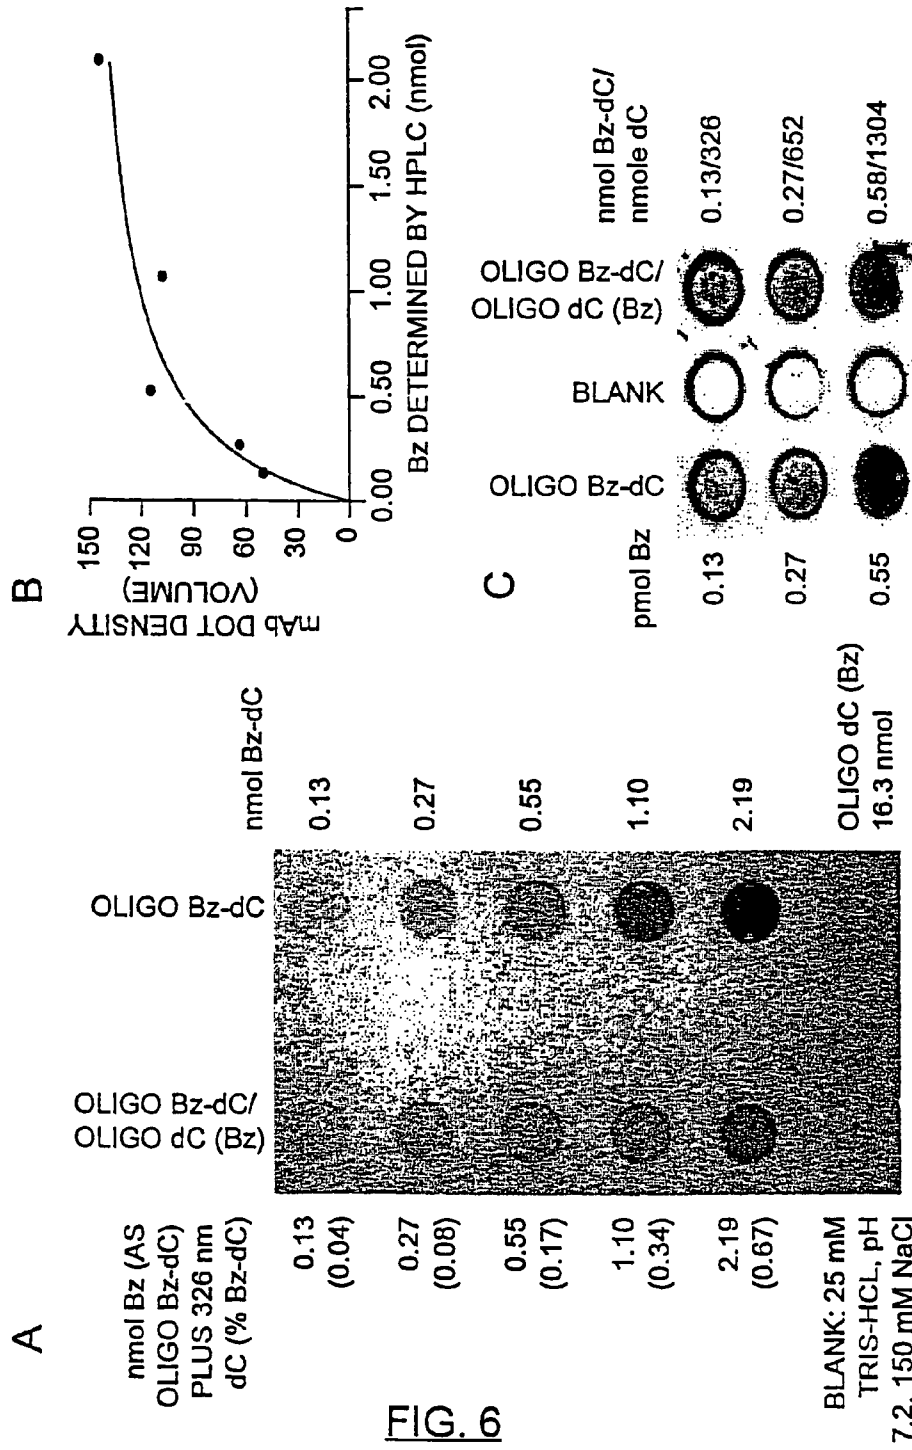 A
nmol Bz (AS
OLIGO Bz-dC)
PLUS 326 nm
dC (% Bz-dC)
OLIGO Bz-dC/
OLIGO dC (Bz)
OLIGO Bz-dC
nmol Bz-dC
0.13
(0.04)
0.13
0.27
(0.08)
0.27
0.55
(0.17)
0.55
1.10
(0.34)
1.10
2.19
(0.67)
2.19
BLANK: 25 mM
TRIS-HCL, pH
7.2, 150 mM NaCl
OLIGO dC (Bz)
16.3 nmol
B
mAb DOT DENSITY
(VOLUME)
150
120
90
60
30
0
0.00
0.50
1.00
1.50
2.00
Bz DETERMINED BY HPLC (nmol)
C
pmol Bz
OLIGO Bz-dC
BLANK
OLIGO Bz-dC/
OLIGO dC (Bz)
nmol Bz-dC/
nmole dC
0.13
0.13/326
0.27
0.27/652
0.55
0.58/1304
FIG. 6